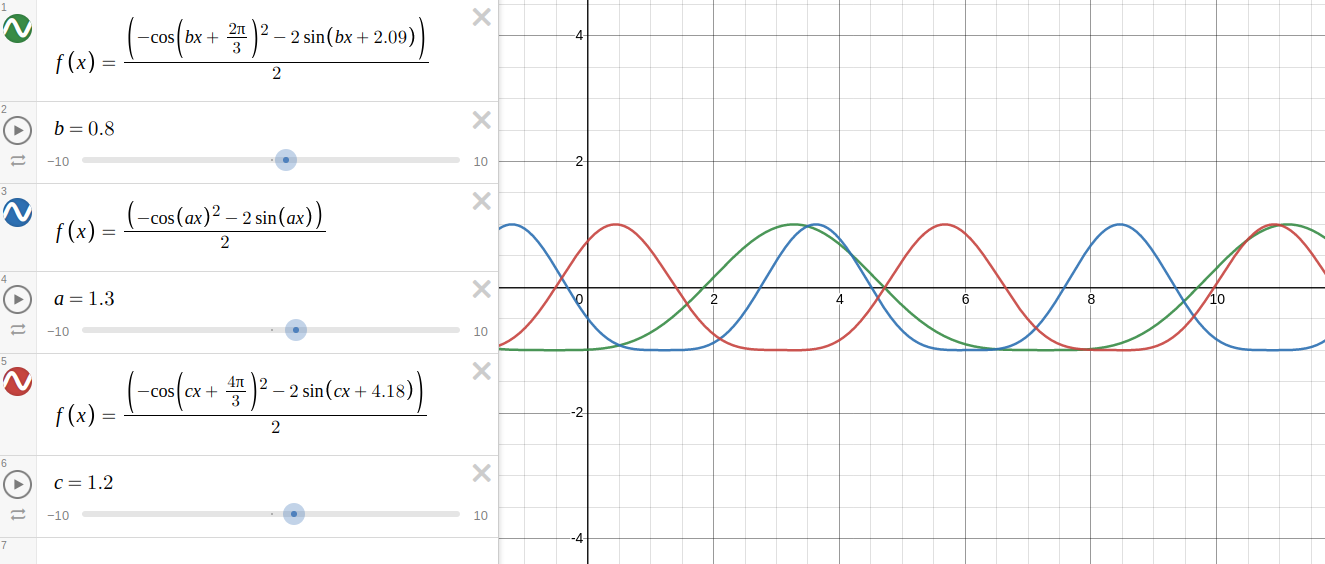 1
f(x) = (−cos(bx + 2π/3)² − 2 sin(bx + 2.09))/2
2
b = 0.8
−10 10
3
f(x) = (−cos(ax)² − 2 sin(ax))/2
4
a = 1.3
−10 10
5
f(x) = (−cos(cx + 4π/3)² − 2 sin(cx + 4.18))/2
6
c = 1.2
−10 10
7
4
2
0 2 4 6 8 10
-2
-4